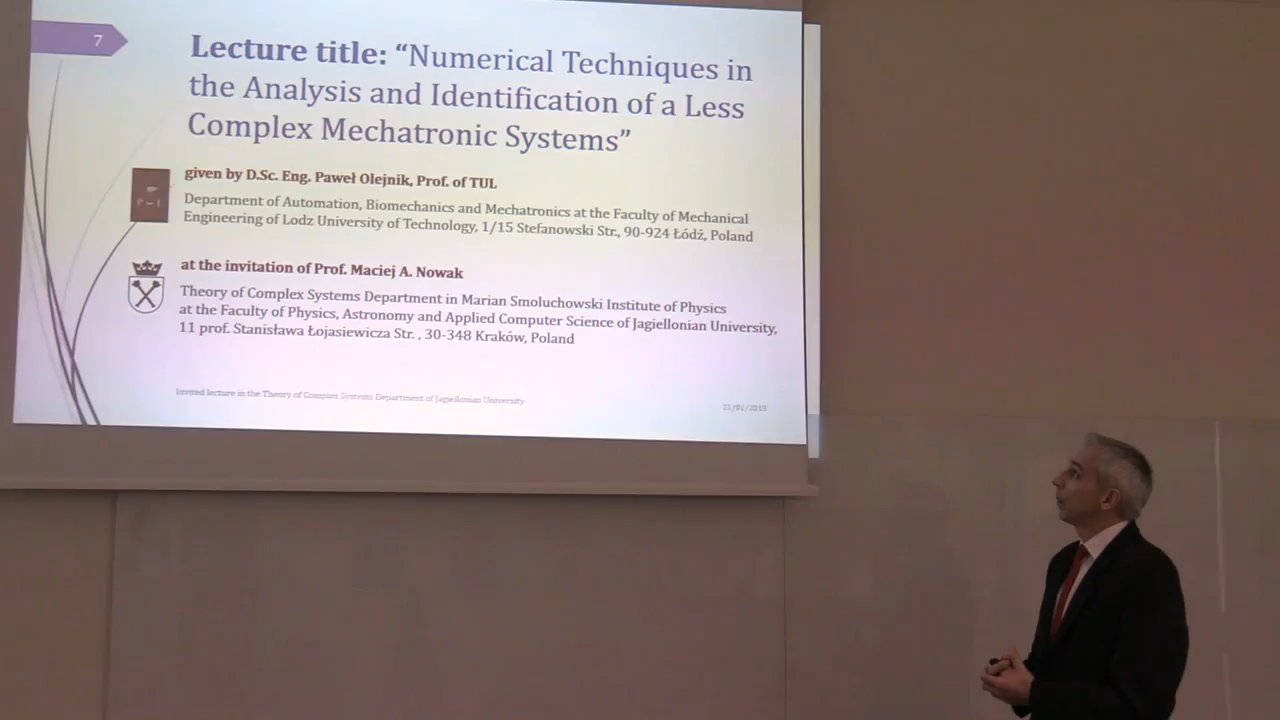 7
Lecture title: “Numerical Techniques in
the Analysis and Identification of a Less
Complex Mechatronic Systems”
given by D.Sc. Eng. Paweł Olejnik, Prof. of TUL
Department of Automation, Biomechanics and Mechatronics at the Faculty of Mechanical
Engineering of Lodz University of Technology, 1/15 Stefanowski Str., 90-924 Łódź, Poland
at the invitation of Prof. Maciej A. Nowak
Theory of Complex Systems Department in Marian Smoluchowski Institute of Physics
at the Faculty of Physics, Astronomy and Applied Computer Science of Jagiellonian University,
11 prof. Stanisława Łojasiewicza Str. , 30-348 Kraków, Poland
Invited lecture in the Theory of Complex Systems Department of Jagiellonian University